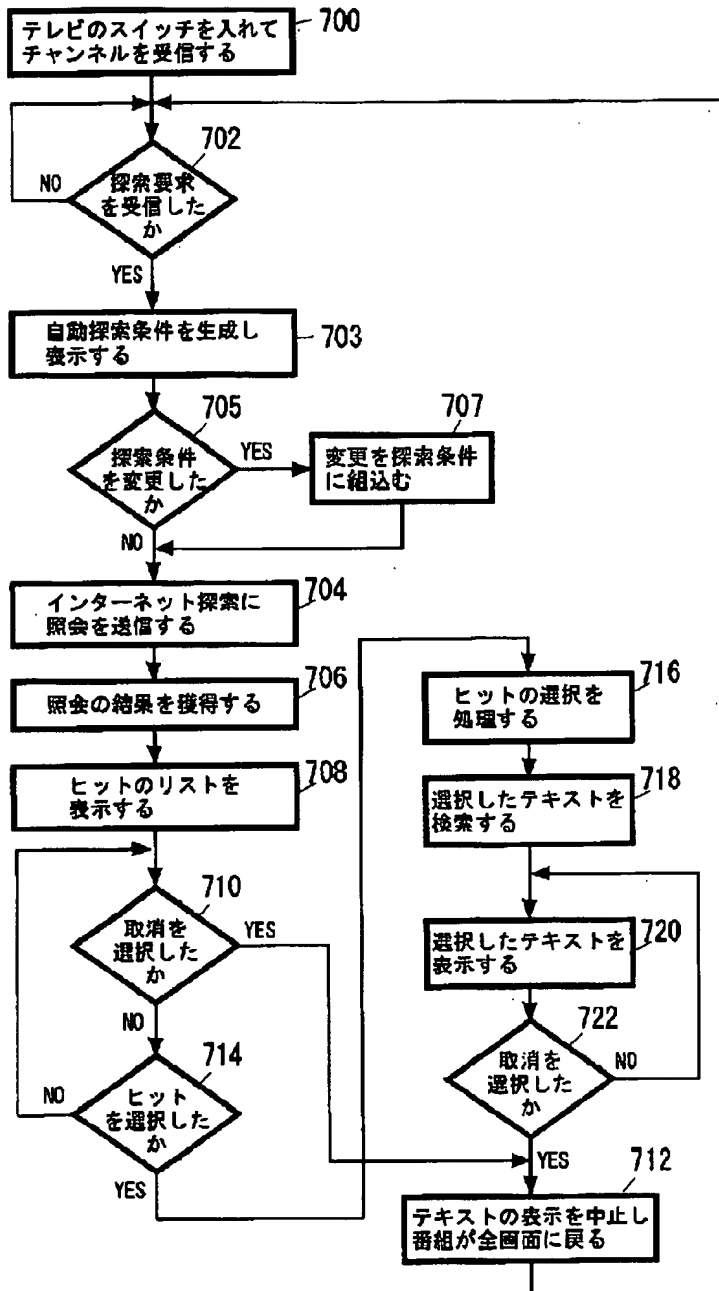 テレビのスイッチを入れて
チャンネルを受信する
700
702
探索要求
を受信した
か
NO
YES
自動探索条件を生成し
表示する
703
705
探索条件
を変更した
か
YES
NO
707
変更を探索条件
に組込む
インターネット探索に
照会を送信する
704
照会の結果を獲得する
706
ヒットのリストを
表示する
708
710
取消を
選択した
か
YES
NO
714
ヒット
を選択した
か
NO
YES
ヒットの選択を
処理する
716
選択したテキストを
検索する
718
選択したテキストを
表示する
720
722
取消を
選択した
か
NO
YES
712
テキストの表示を中止し
番組が全画面に戻る